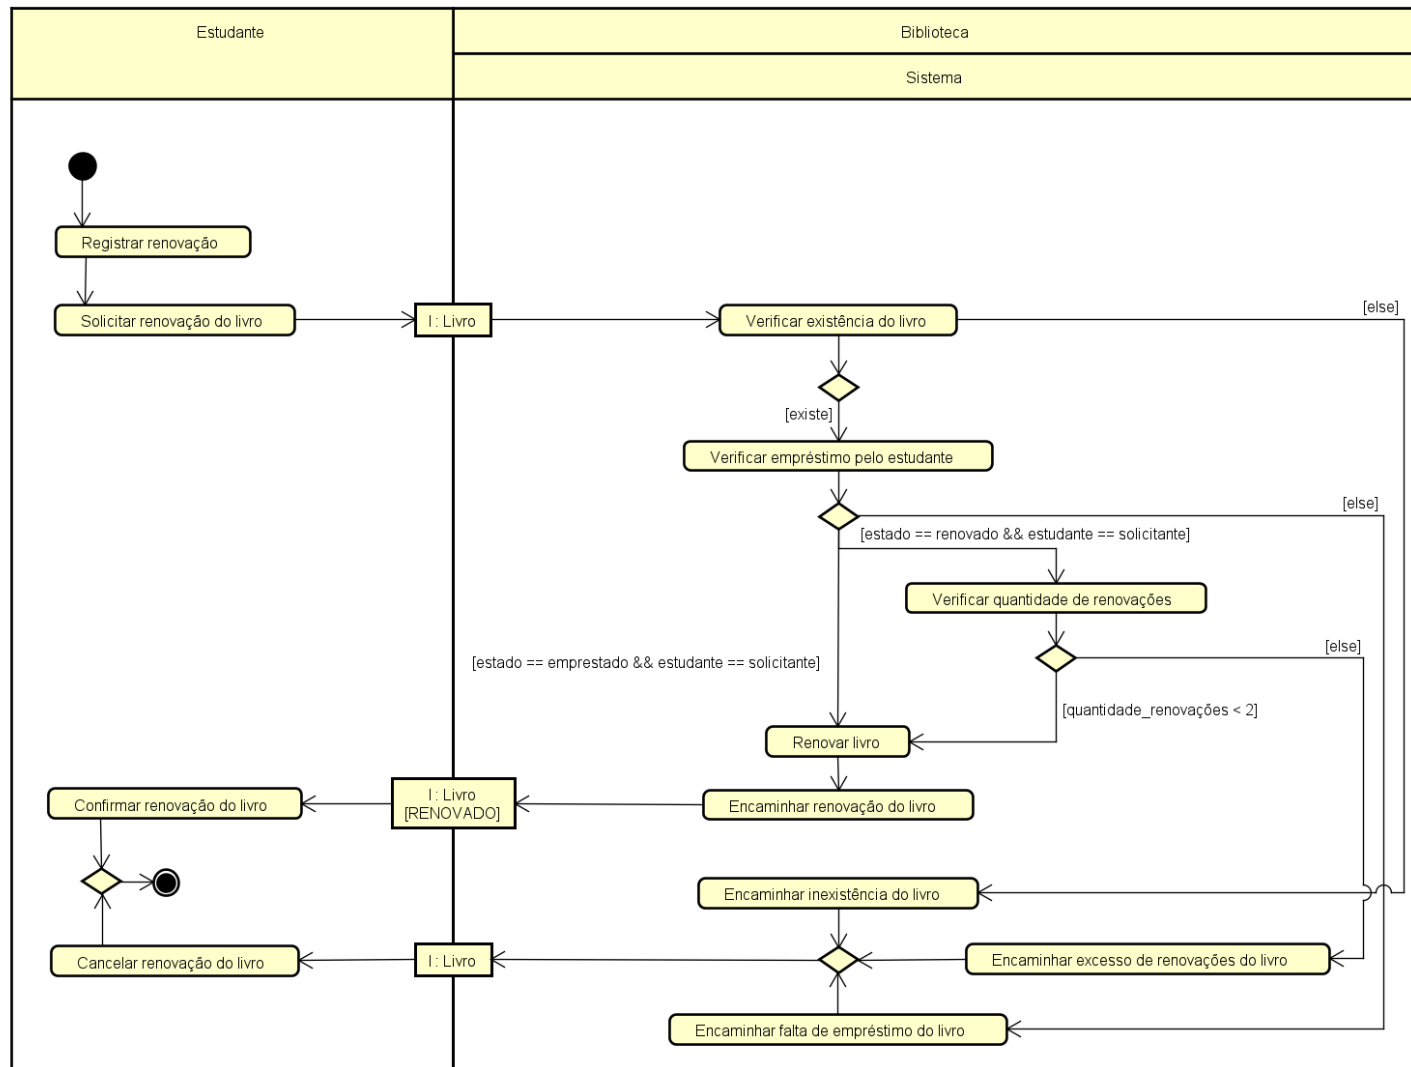 Estudante
Biblioteca
Sistema
Registrar renovação
Solicitar renovação do livro
l : Livro
Verificar existência do livro
[else]
[existe]
Verificar empréstimo pelo estudante
[else]
[estado == renovado && estudante == solicitante]
Verificar quantidade de renovações
[else]
[estado == emprestado && estudante == solicitante]
[quantidade_renovações < 2]
Renovar livro
Confirmar renovação do livro
l : Livro
[RENOVADO]
Encaminhar renovação do livro
Encaminhar inexistência do livro
Cancelar renovação do livro
l : Livro
Encaminhar excesso de renovações do livro
Encaminhar falta de empréstimo do livro